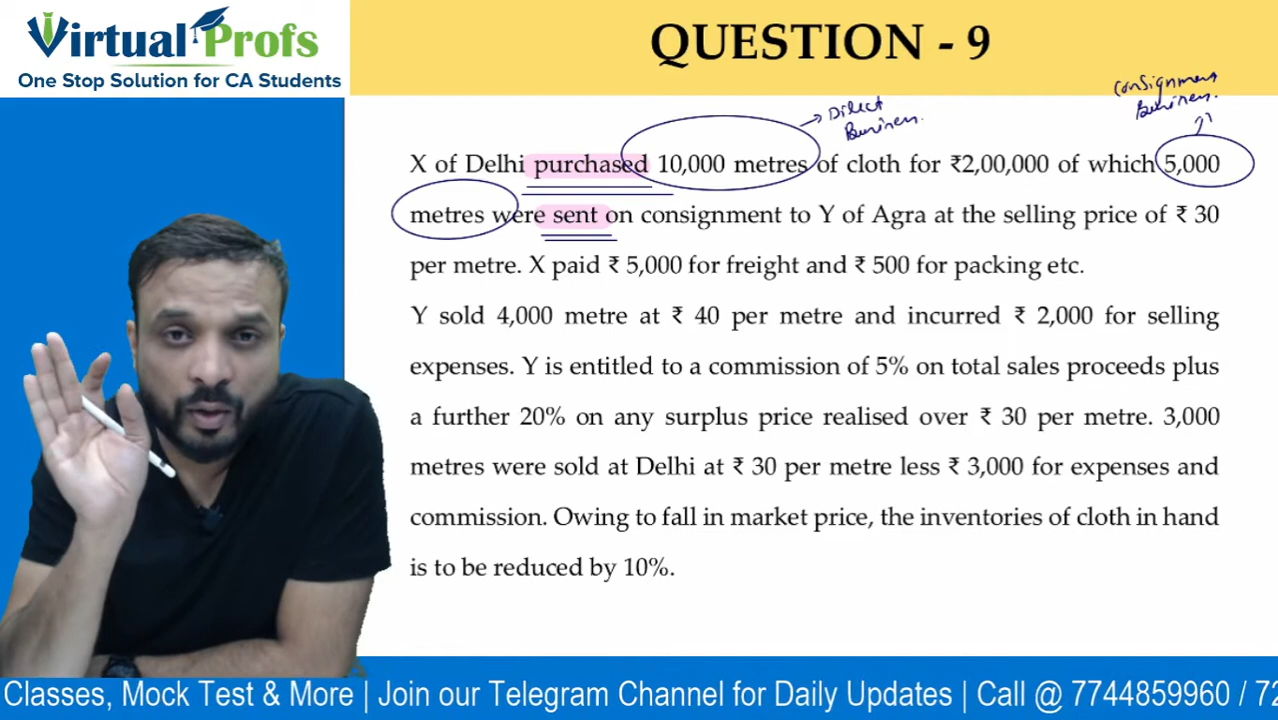 Virtual Profs
One Stop Solution for CA Students
QUESTION - 9
Consignment
Business.
Direct
Business.
X of Delhi purchased 10,000 metres of cloth for ₹2,00,000 of which 5,000
metres were sent on consignment to Y of Agra at the selling price of ₹ 30
per metre. X paid ₹ 5,000 for freight and ₹ 500 for packing etc.
Y sold 4,000 metre at ₹ 40 per metre and incurred ₹ 2,000 for selling
expenses. Y is entitled to a commission of 5% on total sales proceeds plus
a further 20% on any surplus price realised over ₹ 30 per metre. 3,000
metres were sold at Delhi at ₹ 30 per metre less ₹ 3,000 for expenses and
commission. Owing to fall in market price, the inventories of cloth in hand
is to be reduced by 10%.
Classes, Mock Test & More | Join our Telegram Channel for Daily Updates | Call @ 7744859960 / 72